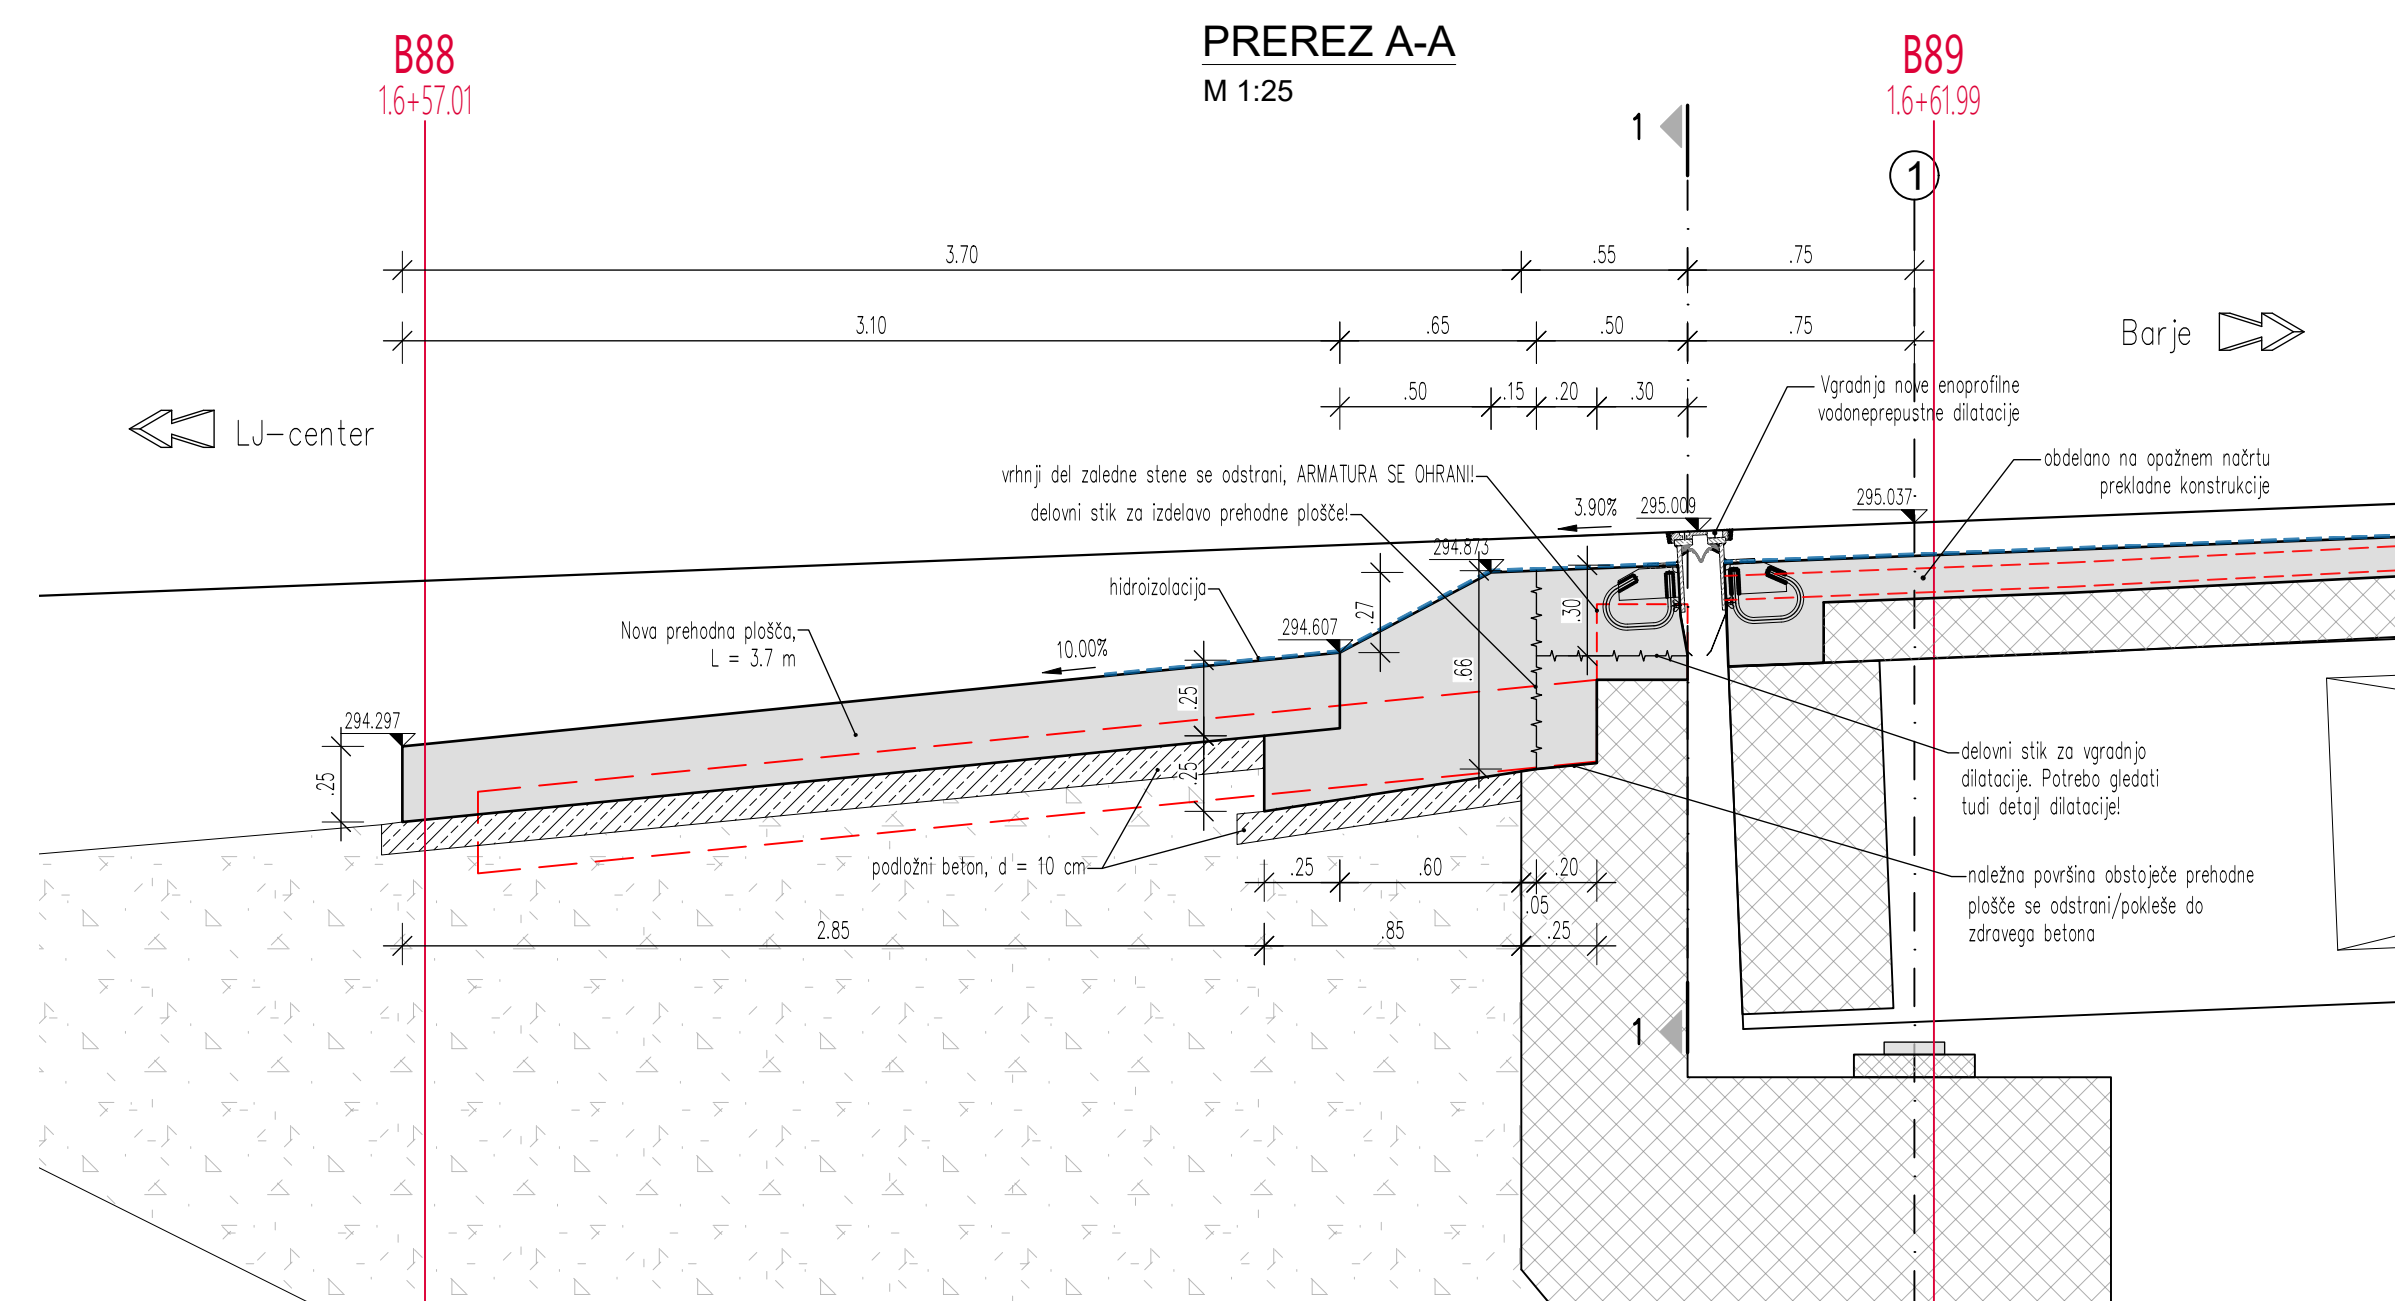 PREREZ A-A
M 1:25
B88
1.6+57.01
B89
1.6+61.99
1
1
3.70
.55
.75
3.10
.65
.50
.75
Barje
.50
.15
.20
.30
LJ-center
Vgradnja nove enoprofilne
vodoneprepustne dilatacije
vrhnji del zaledne stene se odstrani, ARMATURA SE OHRANI!
delovni stik za izdelavo prehodne plošče!
obdelano na opažnem načrtu
prekladne konstrukcije
3.90%
295.009
295.037
294.873
hidroizolacija
.27
.30
Nova prehodna plošča,
L = 3.7 m
10.00%
294.607
.66
.25
294.297
.25
.25
delovni stik za vgradnjo
dilatacije. Potrebo gledati
tudi detajl dilatacije!
podložni beton, d = 10 cm
.25
.60
.20
.05
naležna površina obstoječe prehodne
plošče se odstrani/pokleše do
zdravega betona
2.85
.85
.25
1